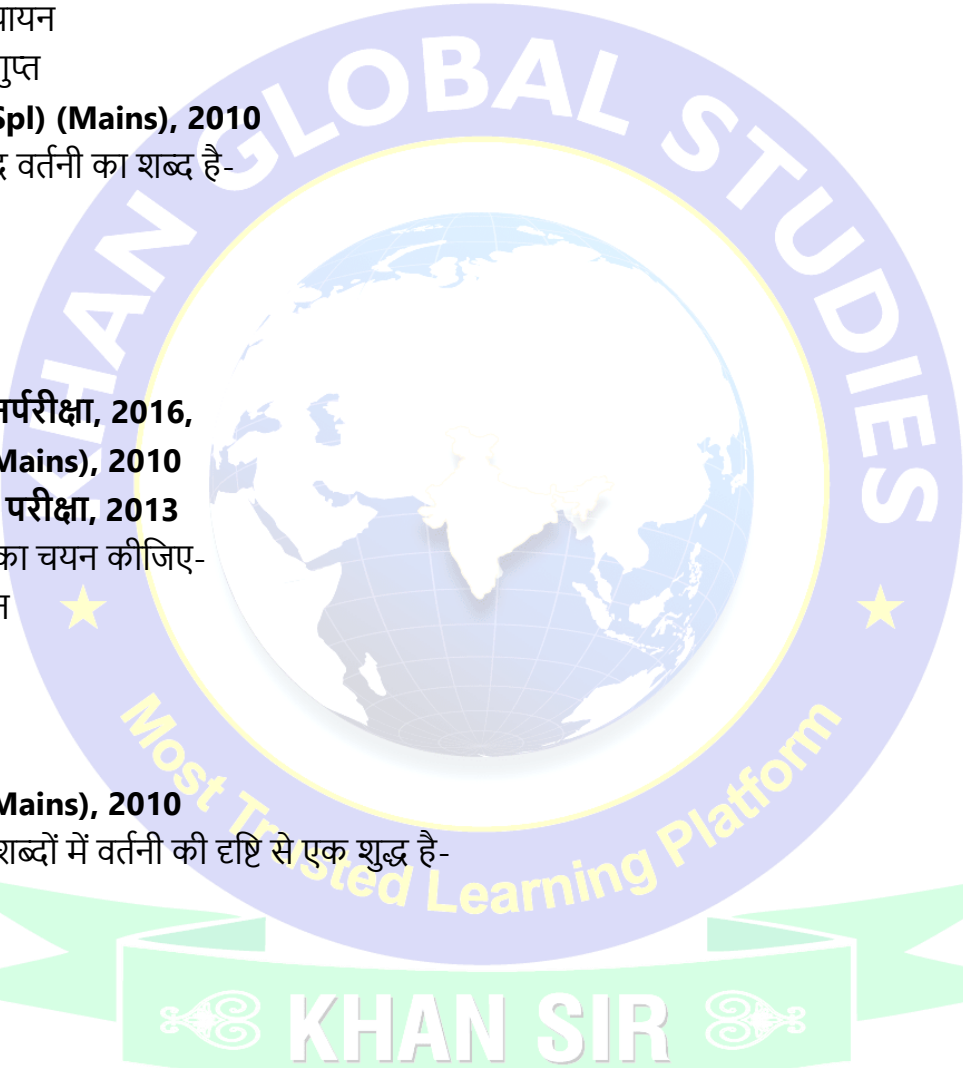 पायन
गुप्त
Spl) (Mains), 2010
द्ध वर्तनी का शब्द है-
नर्परीक्षा, 2016,
Mains), 2010
परीक्षा, 2013
का चयन कीजिए-
न
Mains), 2010
शब्दों में वर्तनी की दृष्टि से एक शुद्ध है-
KHAN GLOBAL STUDIES
Most Trusted Learning Platform
KHAN SIR